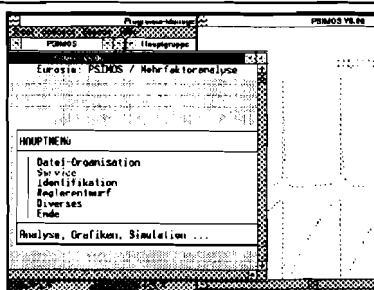 Programm-Manager
PSIMOS V6.00
PSIMOS
Hauptgruppe
Eurosia: PSIMOS / Mehrfaktoranalyse
HAUPTMENü
Datei-Organisation
Service
Identifikation
Reglerentwurf
Diverses
Ende
Analyse, Grafiken, Simulation ...